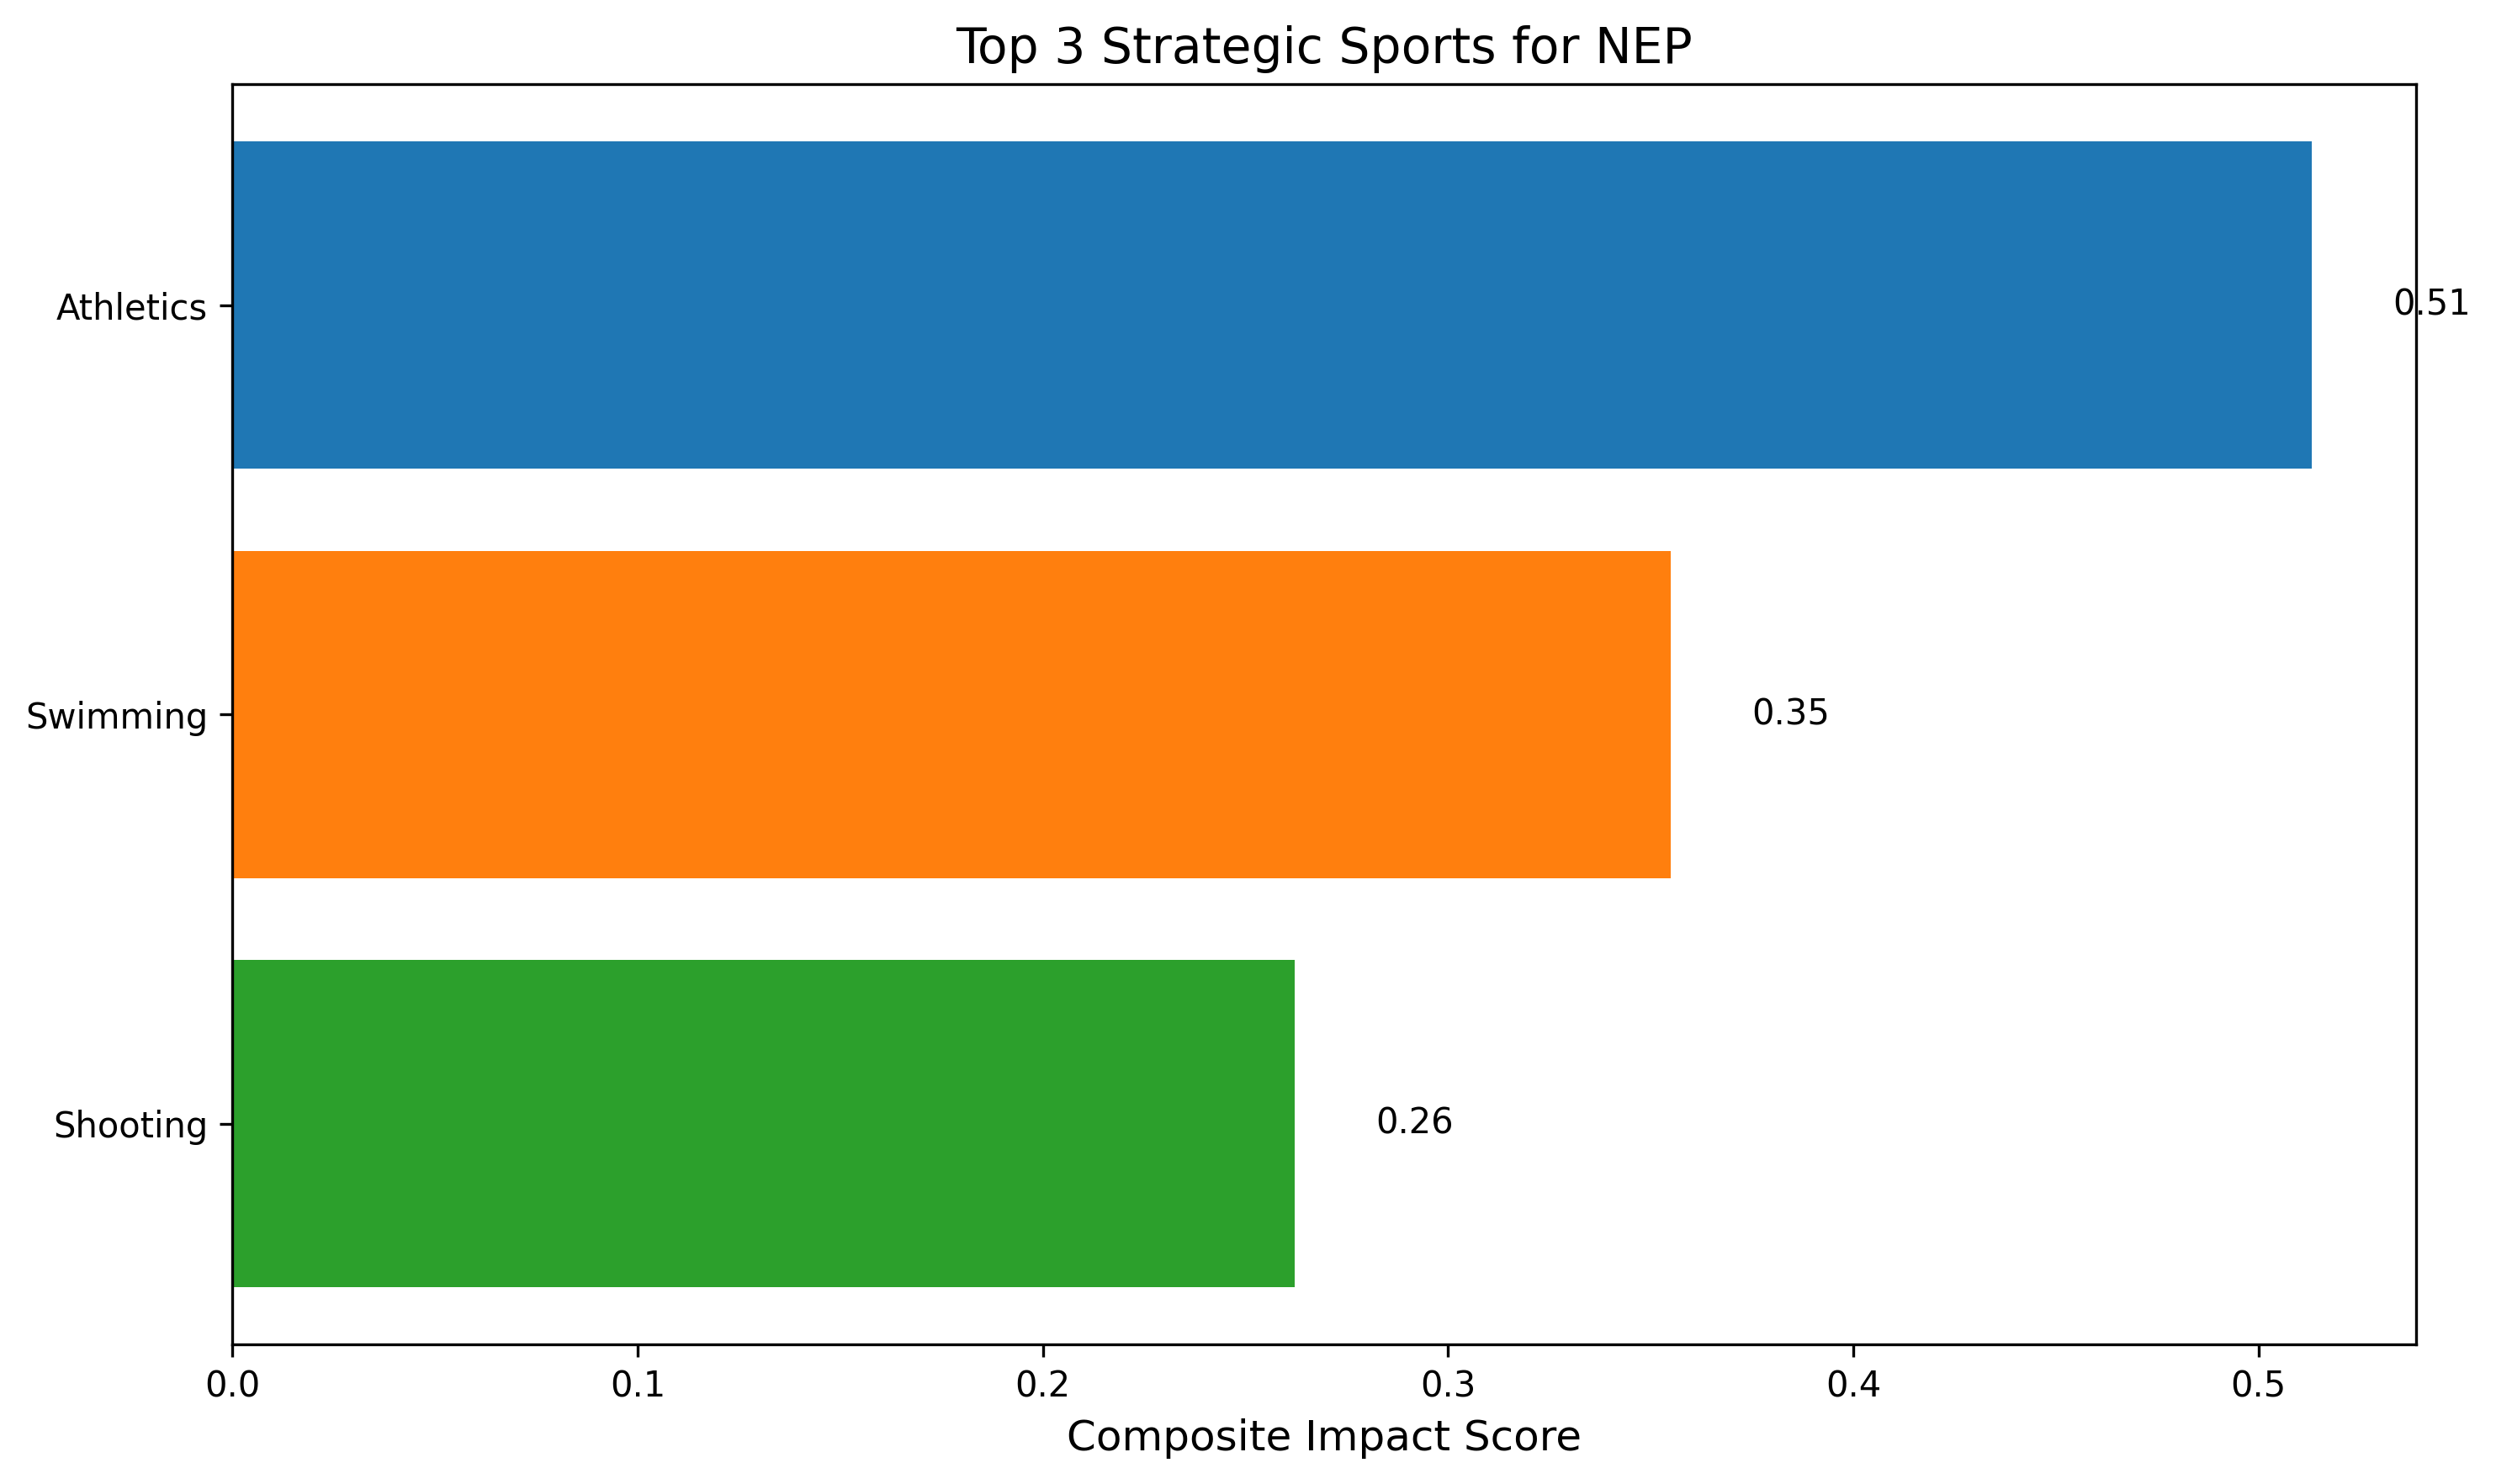 Top 3 Strategic Sports for NEP
Athletics
0.51
Swimming
0.35
Shooting
0.26
0.0 0.1 0.2 0.3 0.4 0.5
Composite Impact Score